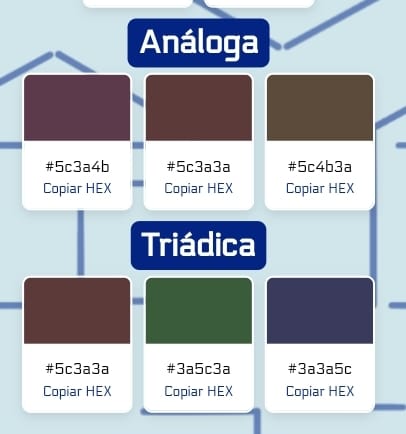 Análoga
#5c3a4b #5c3a3a #5c4b3a
Copiar HEX Copiar HEX Copiar HEX
Triádica
#5c3a3a #3a5c3a #3a3a5c
Copiar HEX Copiar HEX Copiar HEX